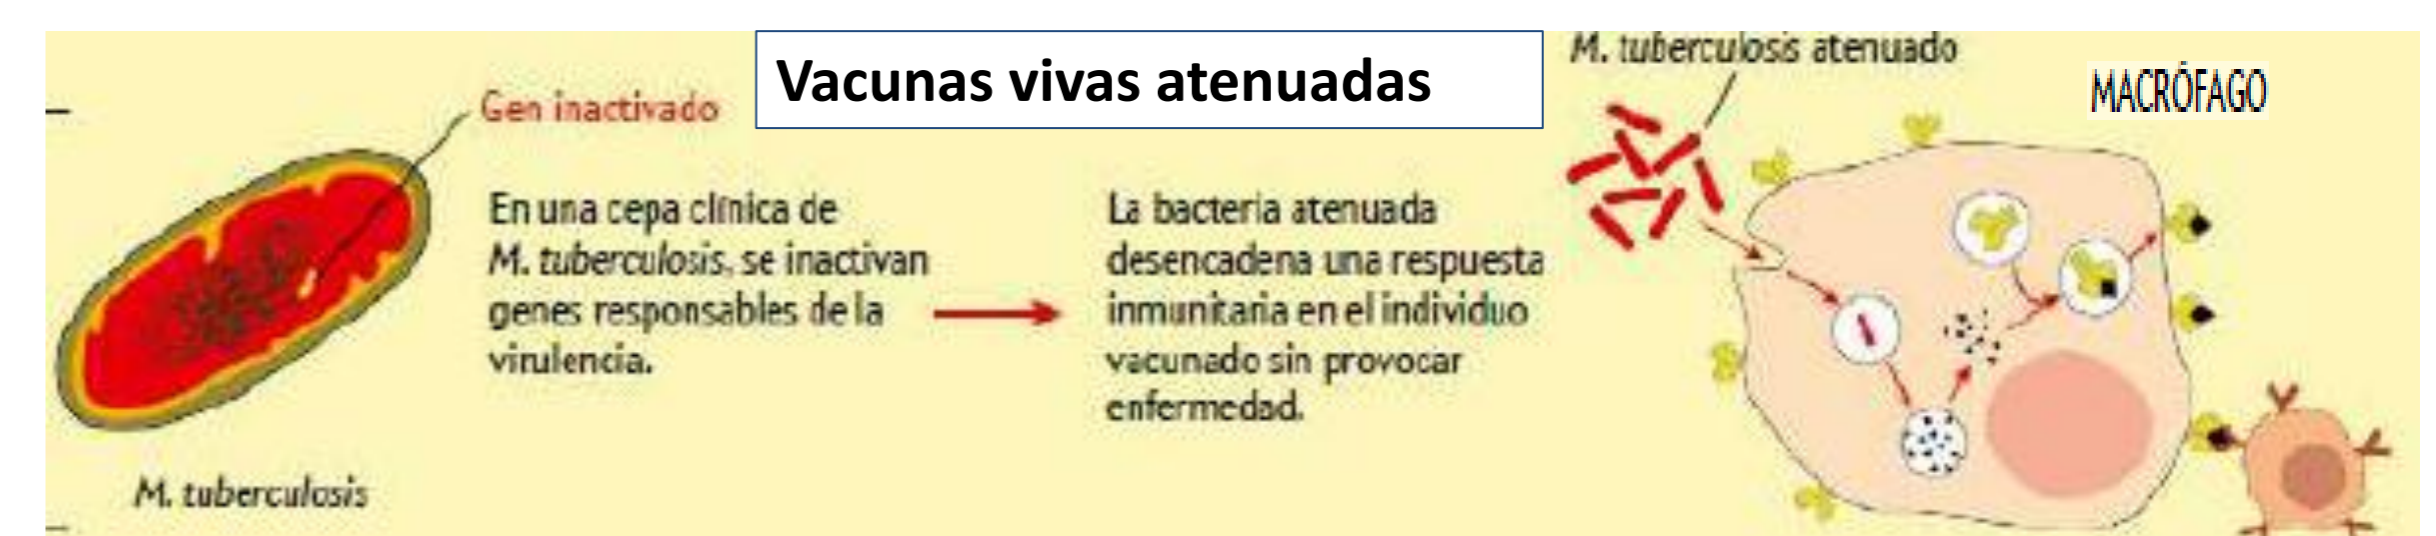 Vacunas vivas atenuadas
Gen inactivado
En una cepa clínica de
M. tuberculosis, se inactivan
genes responsables de la
virulencia.
M. tuberculosis
La bacteria atenuada
desencadena una respuesta
inmunitaria en el individuo
vacunado sin provocar
enfermedad.
M. tuberculosis atenuado
MACRÓFAGO